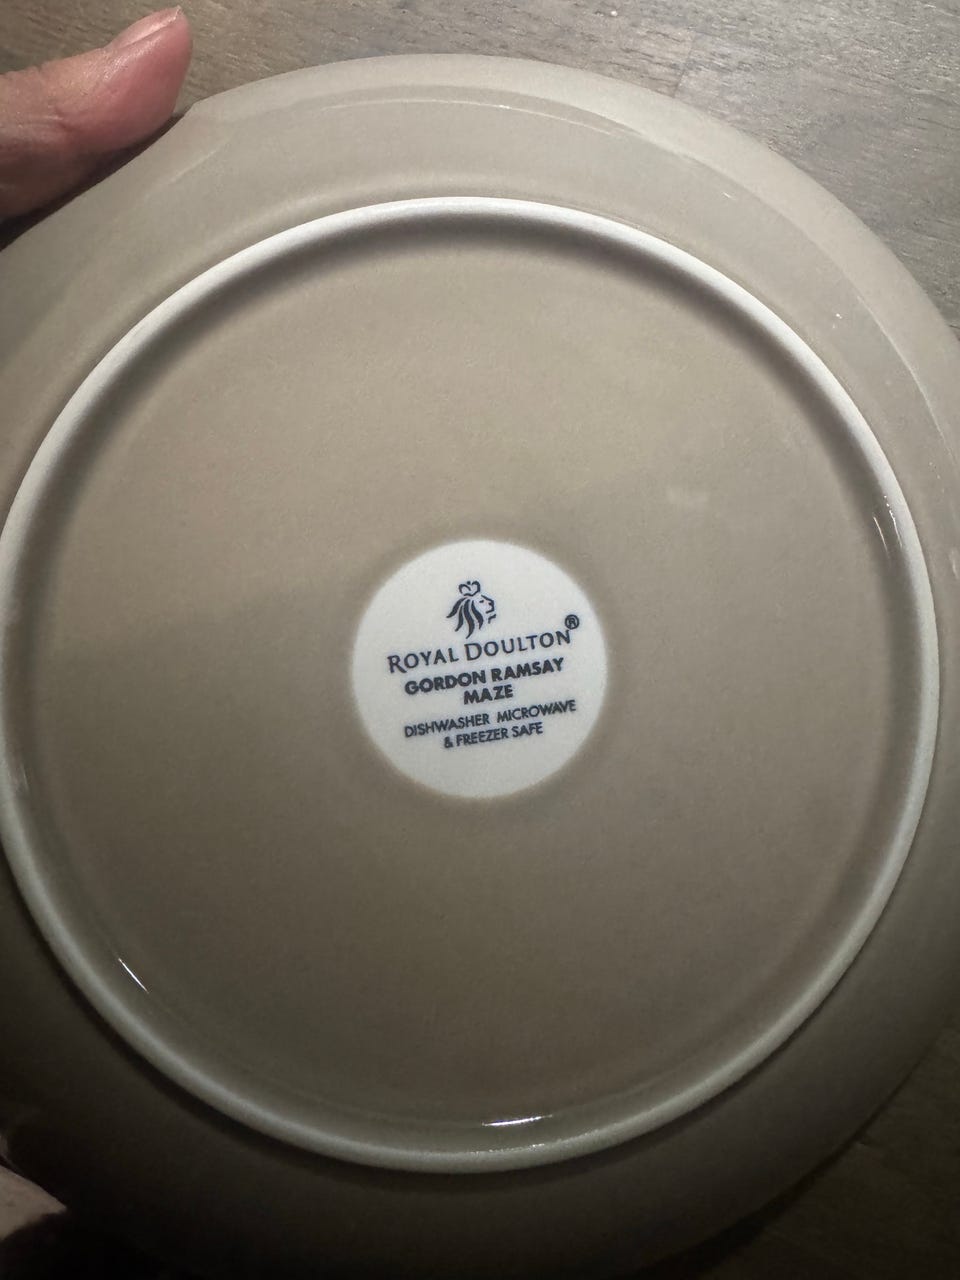 ROYAL DOULTON®
GORDON RAMSAY
MAZE
DISHWASHER MICROWAVE
& FREEZER SAFE